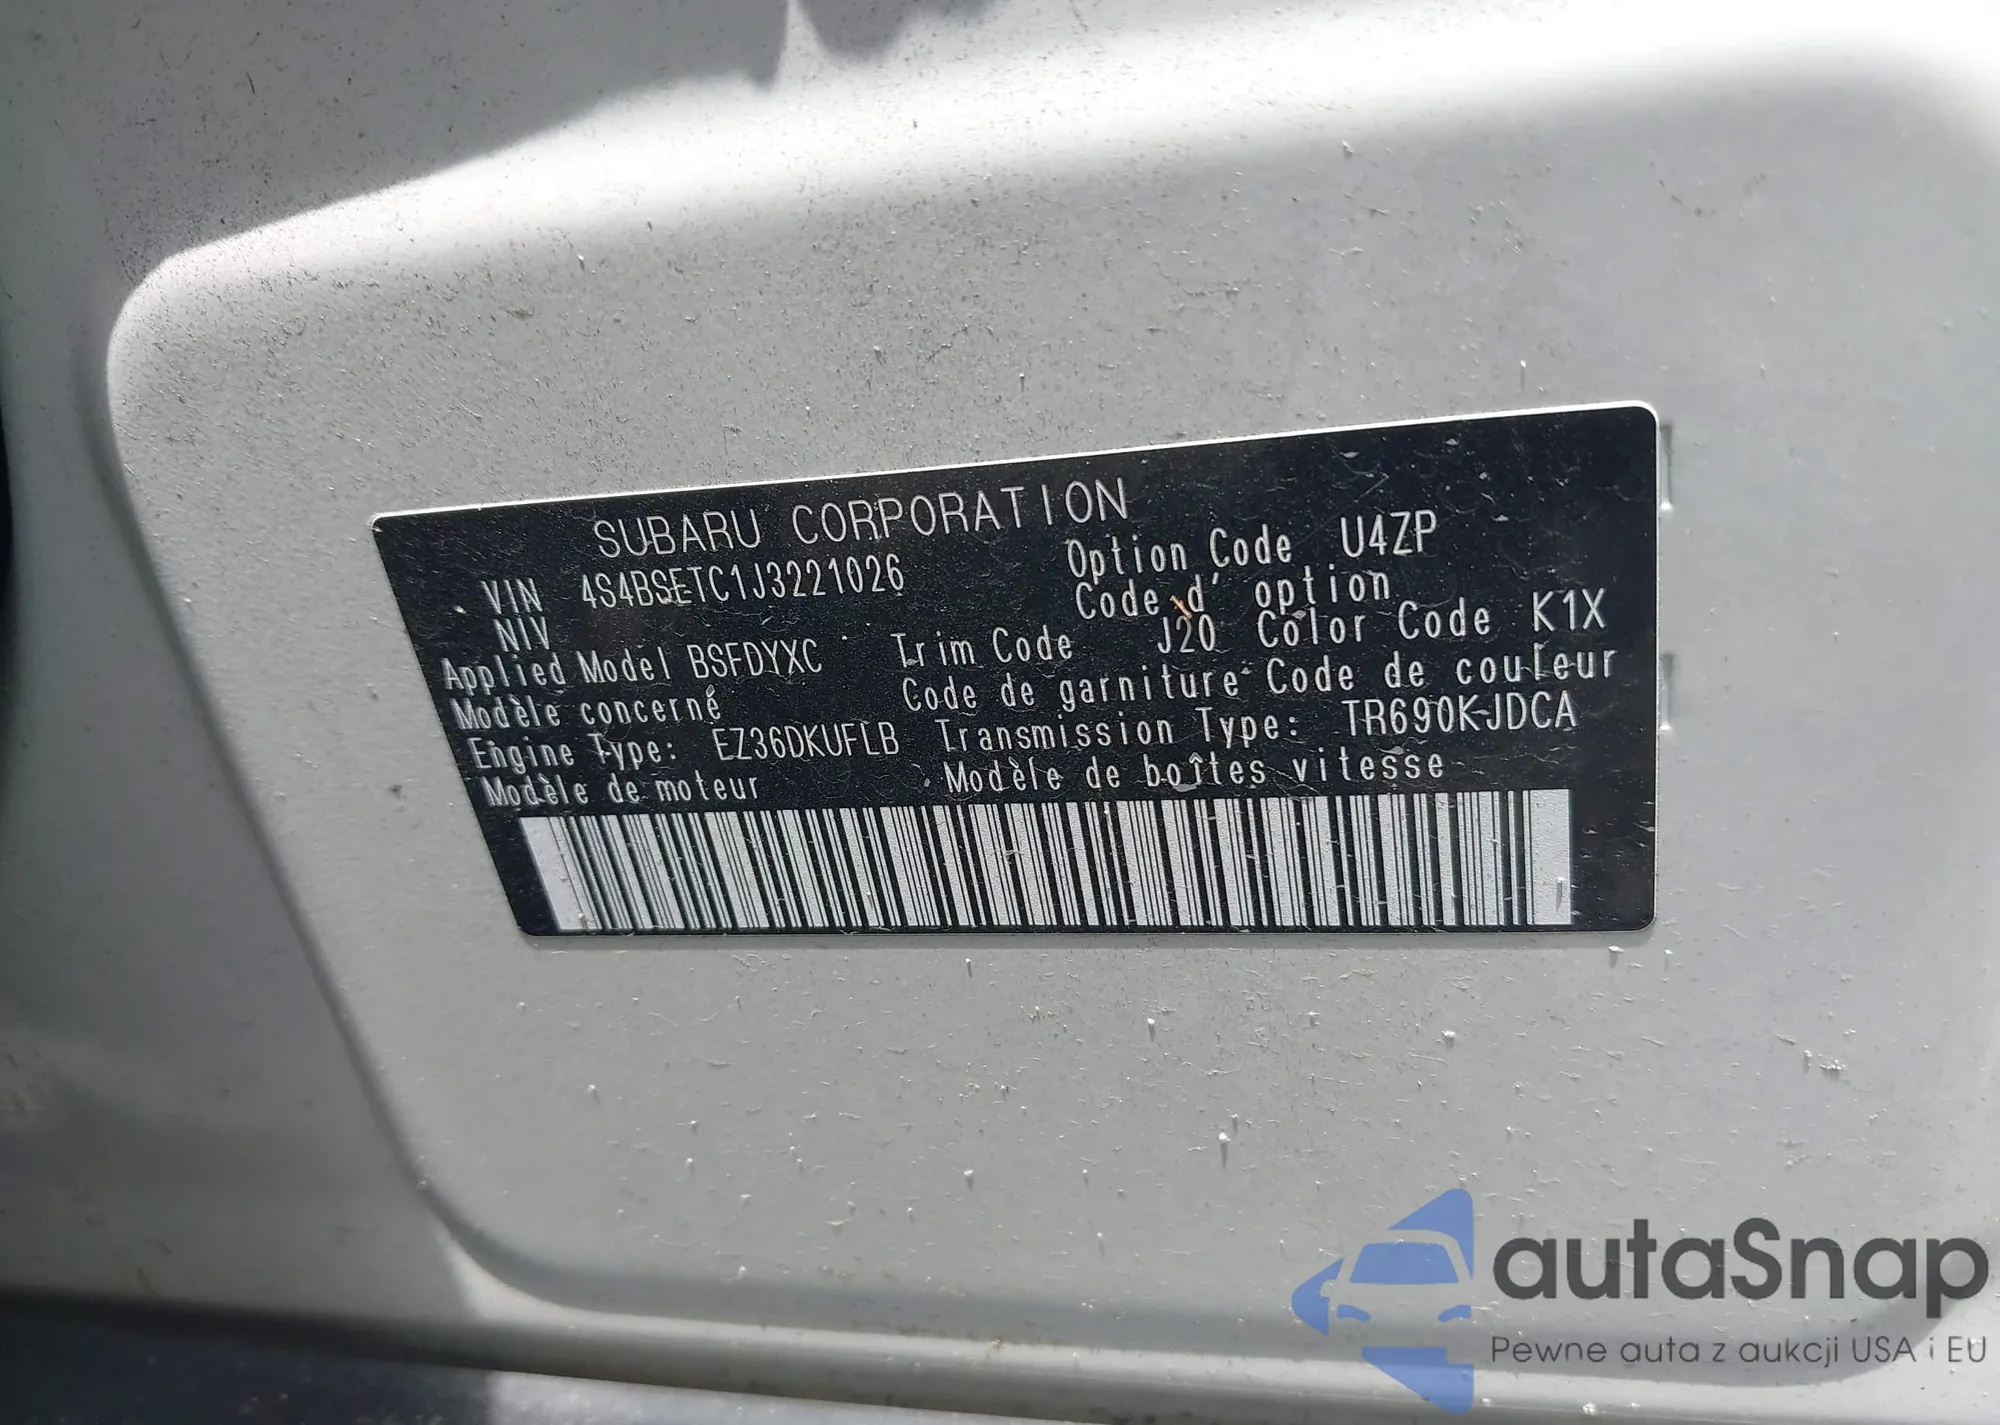 SUBARU CORPORATION
VIN 4S4BSETC1J3221026 Option Code U4ZP
NIV Code d' option
Applied Model BSFDYXC Trim Code J20 Color Code K1X
Modèle concerné Code de garniture Code de couleur
Engine Type: EZ36DKUFLB Transmission Type: TR690KJDCA
Modèle de moteur Modèle de boîtes vitesse
autaSnap
Pewne auta z aukcji USA i EU